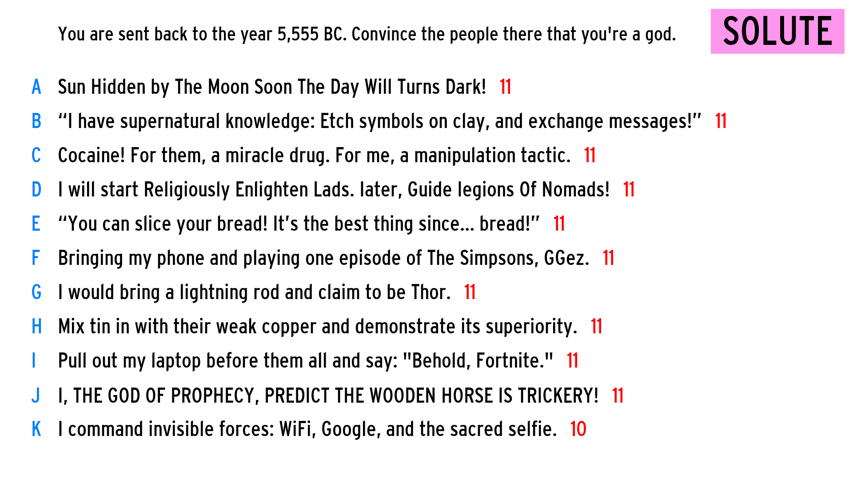 You are sent back to the year 5,555 BC. Convince the people there that you're a god.
SOLUTE
A Sun Hidden by The Moon Soon The Day Will Turns Dark! 11
B “I have supernatural knowledge: Etch symbols on clay, and exchange messages!” 11
C Cocaine! For them, a miracle drug. For me, a manipulation tactic. 11
D I will start Religiously Enlighten Lads. later, Guide legions Of Nomads! 11
E “You can slice your bread! It’s the best thing since... bread!” 11
F Bringing my phone and playing one episode of The Simpsons, GGez. 11
G I would bring a lightning rod and claim to be Thor. 11
H Mix tin in with their weak copper and demonstrate its superiority. 11
I Pull out my laptop before them all and say: "Behold, Fortnite." 11
J I, THE GOD OF PROPHECY, PREDICT THE WOODEN HORSE IS TRICKERY! 11
K I command invisible forces: WiFi, Google, and the sacred selfie. 10